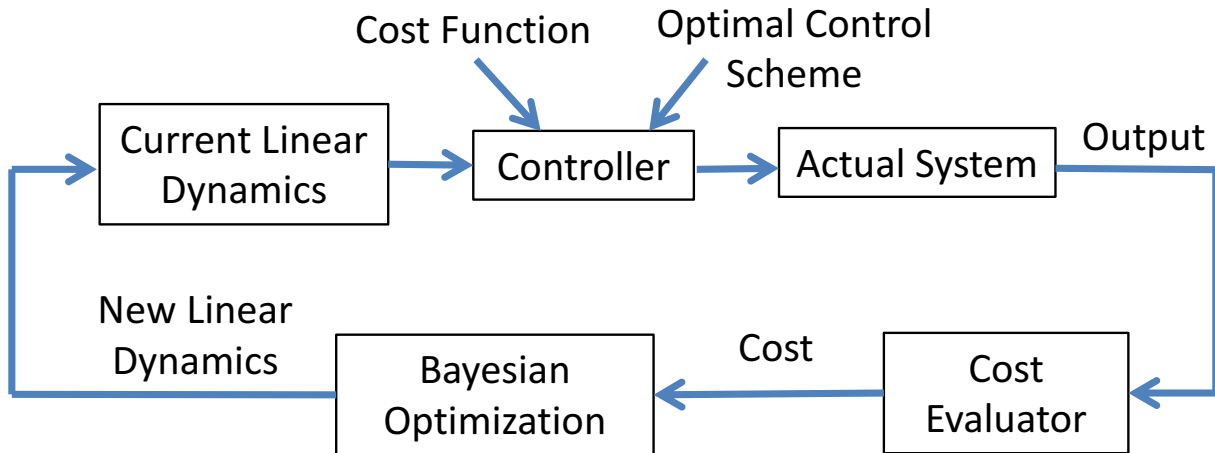 Cost Function
Optimal Control
Scheme
Current Linear
Dynamics
Controller
Actual System
Output
New Linear
Dynamics
Bayesian
Optimization
Cost
Cost
Evaluator